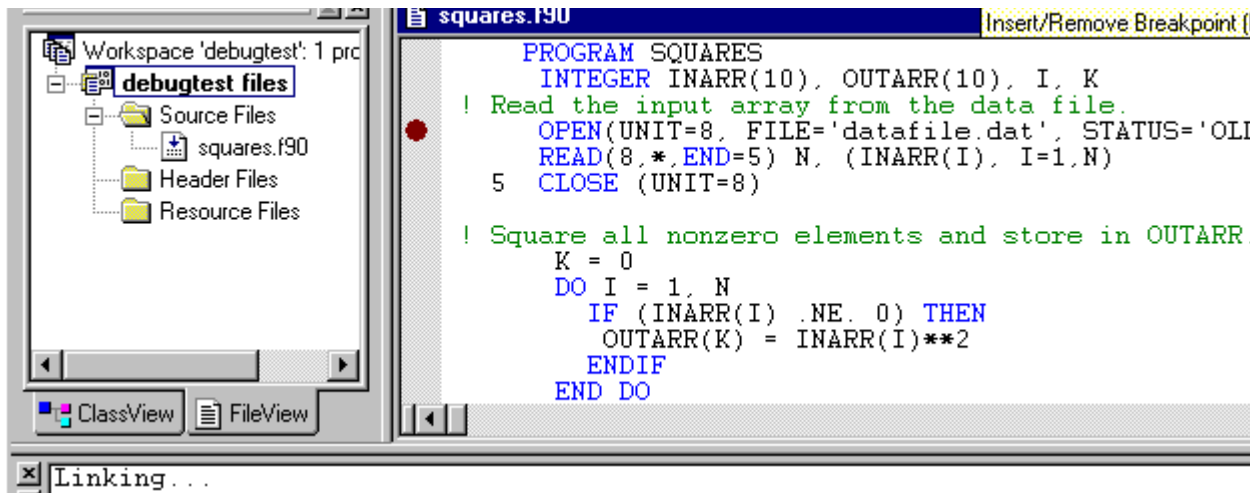 squares.f90
Insert/Remove Breakpoint (
Workspace 'debugtest': 1 pro
debugtest files
Source Files
squares.f90
Header Files
Resource Files
ClassView
FileView
PROGRAM SQUARES
INTEGER INARR(10), OUTARR(10), I, K
! Read the input array from the data file.
OPEN(UNIT=8, FILE='datafile.dat', STATUS='OLD
READ(8,*,END=5) N, (INARR(I), I=1,N)
5 CLOSE (UNIT=8)
! Square all nonzero elements and store in OUTARR.
K = 0
DO I = 1, N
IF (INARR(I) .NE. 0) THEN
OUTARR(K) = INARR(I)**2
ENDIF
END DO
Linking...